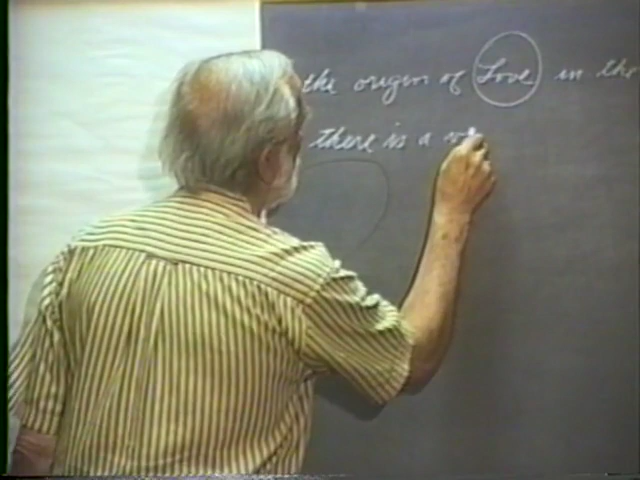 the origin of Love in the
there is a